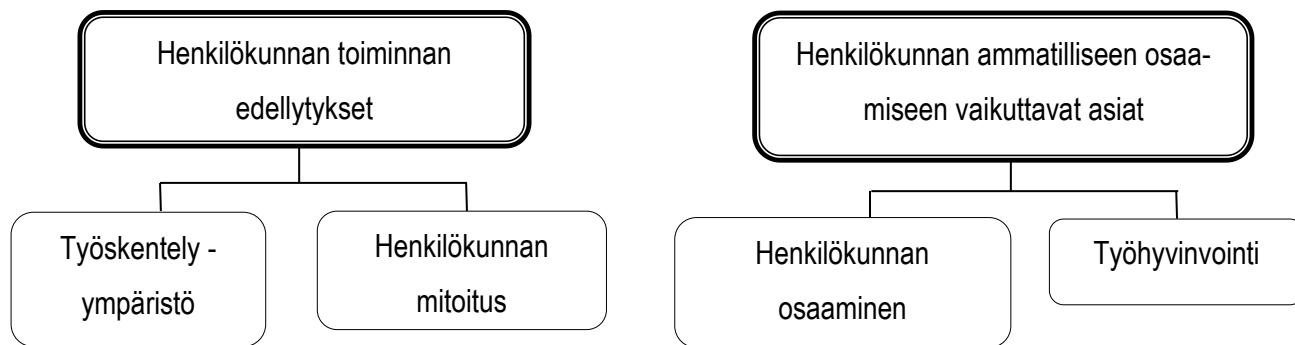 Henkilökunnan toiminnan
edellytykset
Henkilökunnan ammatilliseen osaa-
miseen vaikuttavat asiat
Työskentely -
ympäristö
Henkilökunnan
mitoitus
Henkilökunnan
osaaminen
Työhyvinvointi